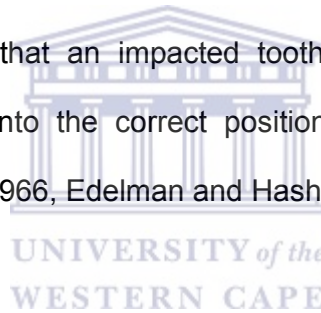 that an impacted tooth
nto the correct position
966, Edelman and Hash
UNIVERSITY of the
WESTERN CAPE